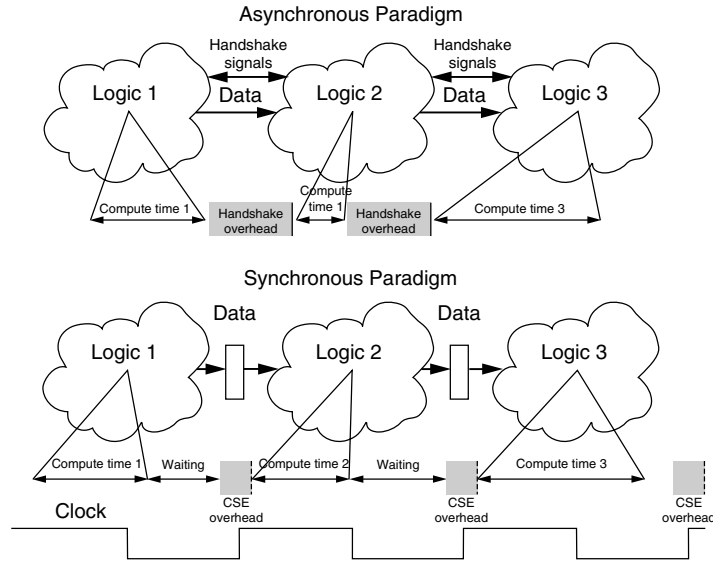 Asynchronous Paradigm
Handshake
signals
Handshake
signals
Logic 1
Data
Logic 2
Data
Logic 3
Compute time 1
Handshake
overhead
Compute
time 1
Handshake
overhead
Compute time 3
Synchronous Paradigm
Data
Data
Logic 1
Logic 2
Logic 3
Compute time 1
Waiting
Compute time 2
Waiting
Compute time 3
CSE
overhead
CSE
overhead
CSE
overhead
Clock